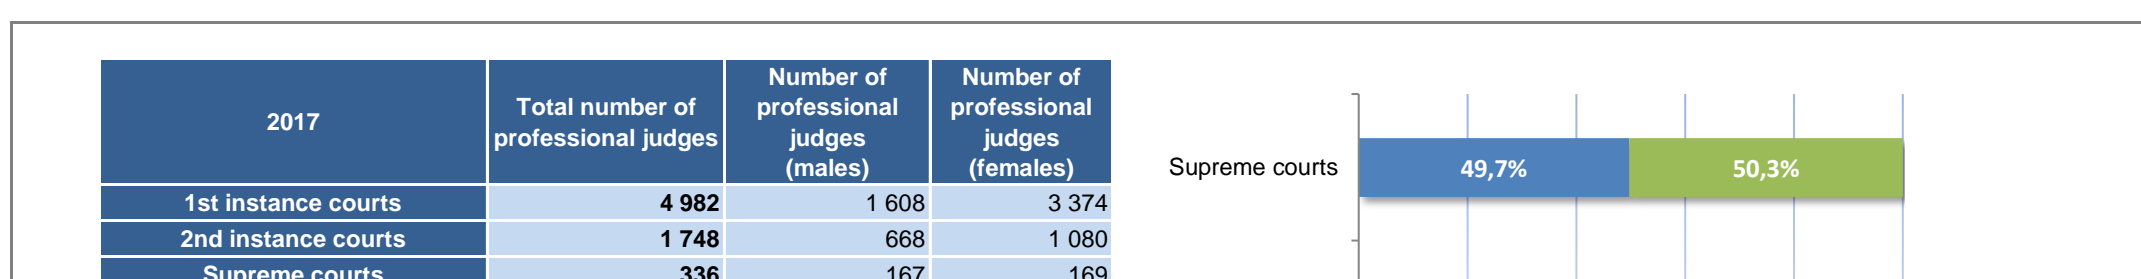 2017
Total number of
professional judges
Number of
professional
judges
(males)
Number of
professional
judges
(females)
1st instance courts 4 982 1 608 3 374
2nd instance courts 1 748 668 1 080
Supreme courts 336 167 169
Supreme courts 49,7% 50,3%